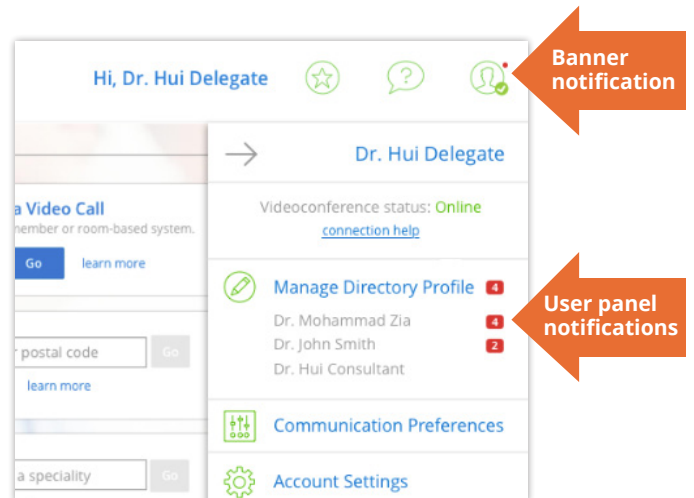 Hi, Dr. Hui Delegate
?
Banner
notification
Dr. Hui Delegate
Videoconference status: Online
connection help
a Video Call
member or room-based system.
Go learn more
Manage Directory Profile 4
Dr. Mohammad Zia 4
Dr. John Smith 2
Dr. Hui Consultant
User panel
notifications
postal code Go
learn more
Communication Preferences
a speciality Go
Account Settings